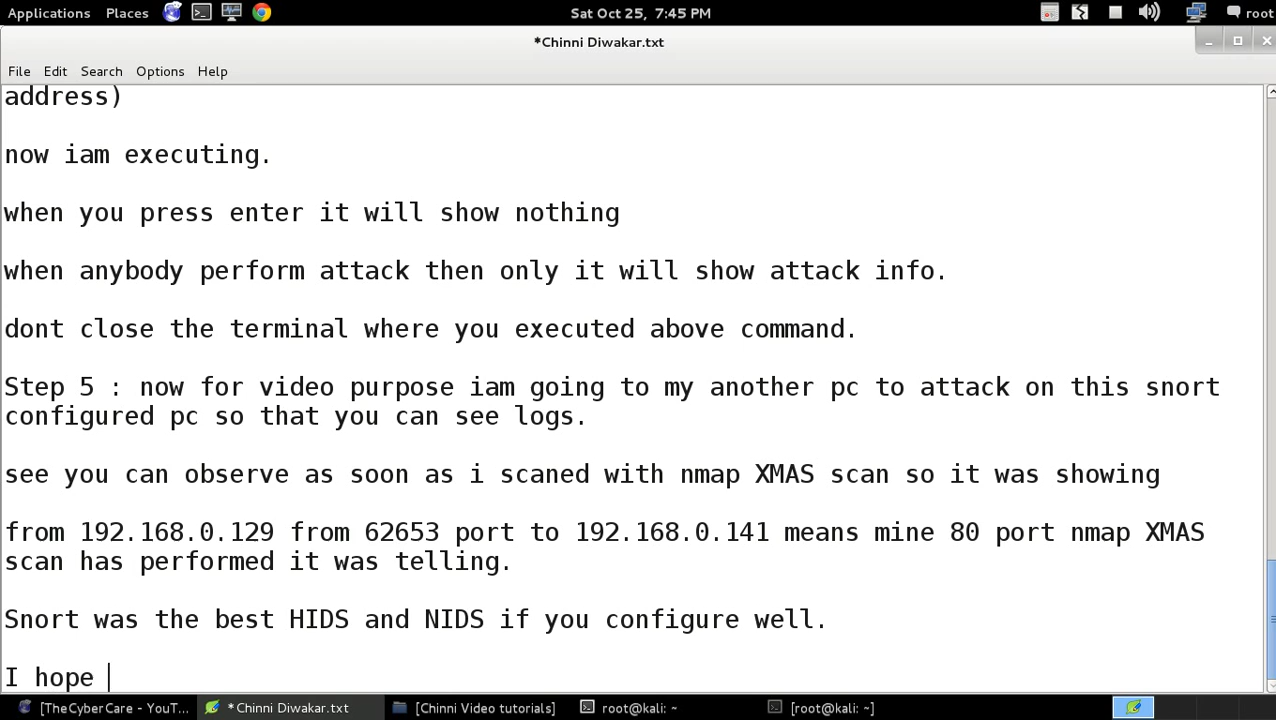 Applications Places Sat Oct 25, 7:45 PM root
*Chinni Diwakar.txt
File Edit Search Options Help
address)
now iam executing.
when you press enter it will show nothing
when anybody perform attack then only it will show attack info.
dont close the terminal where you executed above command.
Step 5 : now for video purpose iam going to my another pc to attack on this snort
configured pc so that you can see logs.
see you can observe as soon as i scaned with nmap XMAS scan so it was showing
from 192.168.0.129 from 62653 port to 192.168.0.141 means mine 80 port nmap XMAS
scan has performed it was telling.
Snort was the best HIDS and NIDS if you configure well.
I hope
[TheCyberCare - YouT... *Chinni Diwakar.txt [Chinni Video tutorials] root@kali: ~ [root@kali: ~]